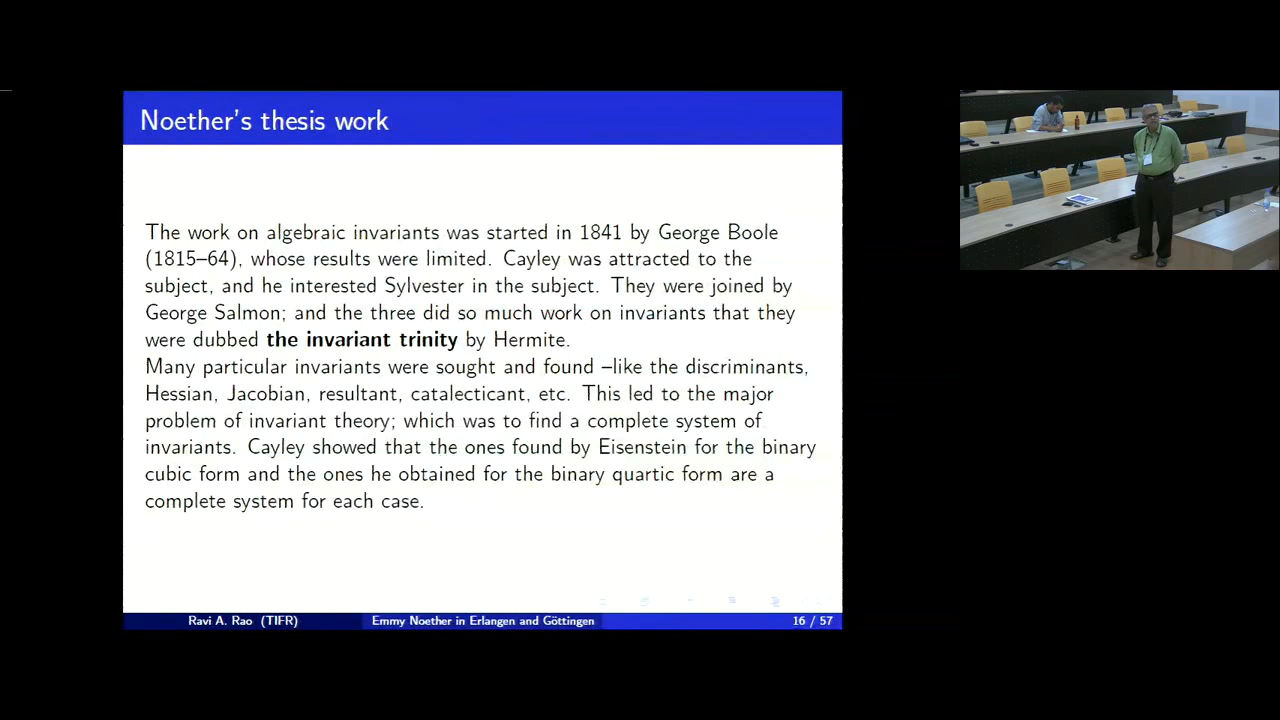 Noether's thesis work
The work on algebraic invariants was started in 1841 by George Boole
(1815–64), whose results were limited. Cayley was attracted to the
subject, and he interested Sylvester in the subject. They were joined by
George Salmon; and the three did so much work on invariants that they
were dubbed the invariant trinity by Hermite.
Many particular invariants were sought and found –like the discriminants,
Hessian, Jacobian, resultant, catalecticant, etc. This led to the major
problem of invariant theory; which was to find a complete system of
invariants. Cayley showed that the ones found by Eisenstein for the binary
cubic form and the ones he obtained for the binary quartic form are a
complete system for each case.
Ravi A. Rao (TIFR) Emmy Noether in Erlangen and Göttingen 16 / 57